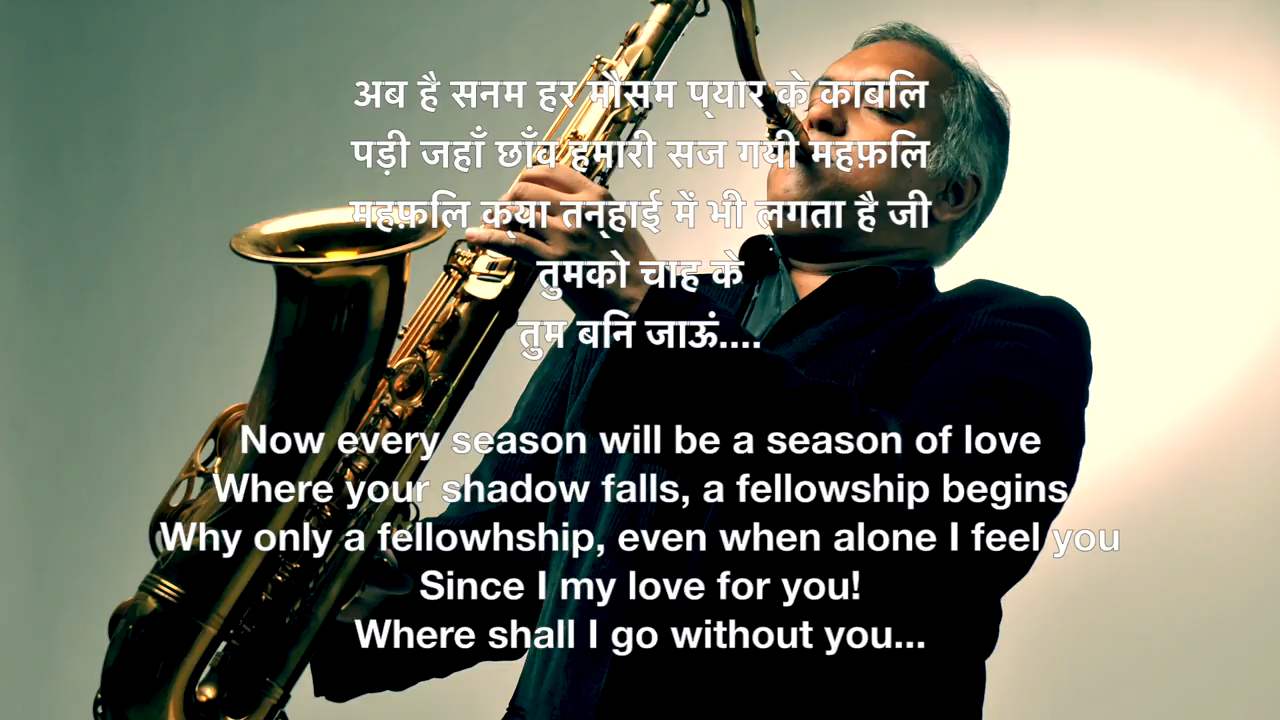 अब है सनम हर मौसम प्यार के काबलि
पड़ी जहाँ छाँव हमारी सज गयी महफ़लि
महफ़लि क्या तन्हाई में भी लगता है जी
तुमको चाह के
तुम बनि जाऊं....
Now every season will be a season of love
Where your shadow falls, a fellowship begins
Why only a fellowhship, even when alone I feel you
Since I my love for you!
Where shall I go without you...